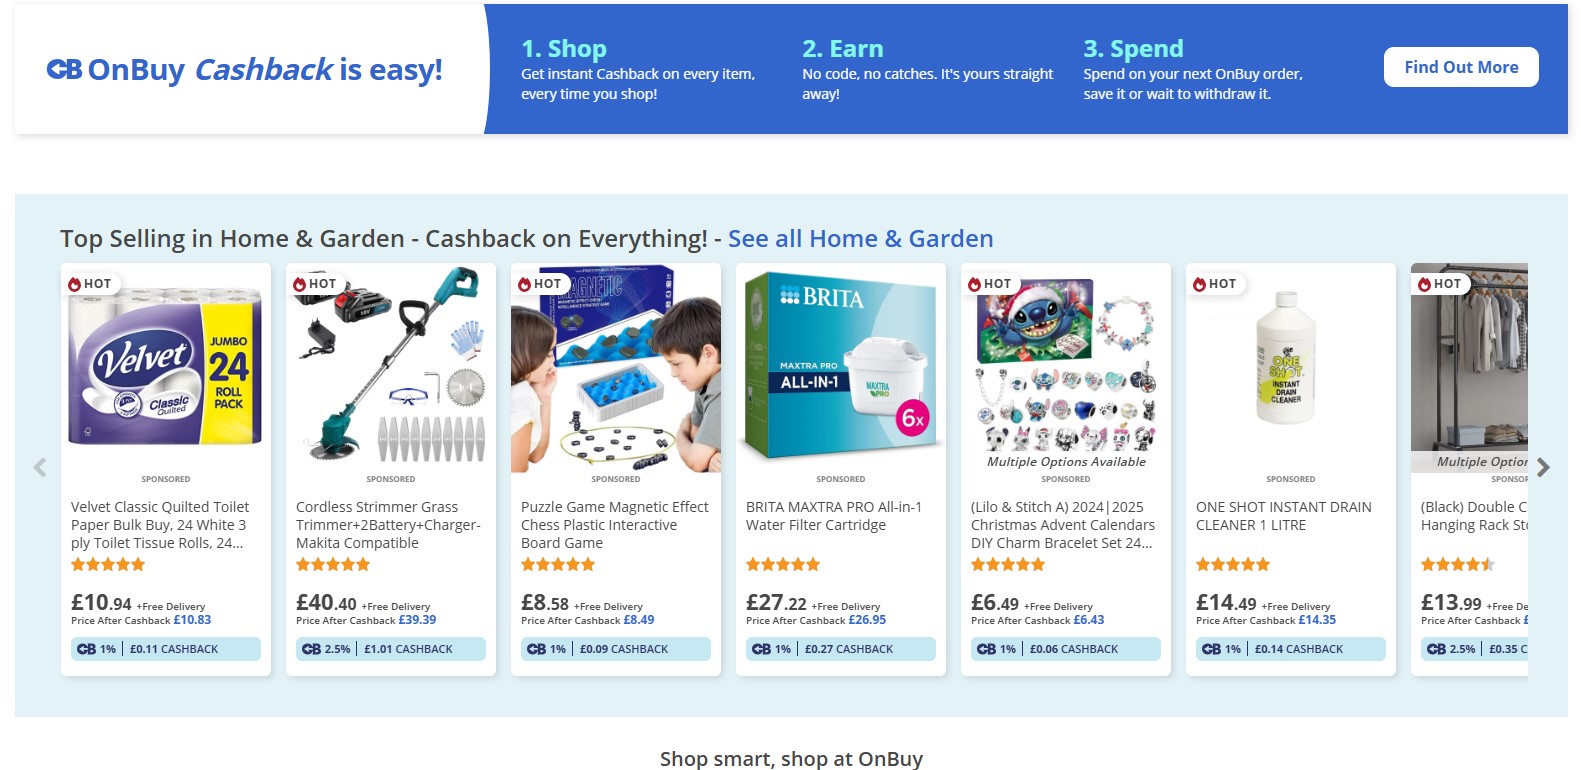 CB OnBuy Cashback is easy!
1. Shop
Get instant Cashback on every item,
every time you shop!
2. Earn
No code, no catches. It's yours straight
away!
3. Spend
Spend on your next OnBuy order,
save it or wait to withdraw it.
Find Out More
Top Selling in Home & Garden - Cashback on Everything! - See all Home & Garden
HOT
Velvet
Classic
Quilted
JUMBO
24
ROLL
PACK
SPONSORED
Velvet Classic Quilted Toilet
Paper Bulk Buy, 24 White 3
ply Toilet Tissue Rolls, 24...
£10.94 +Free Delivery
Price After Cashback £10.83
CB 1% | £0.11 CASHBACK
HOT
SPONSORED
Cordless Strimmer Grass
Trimmer+2Battery+Charger-
Makita Compatible
£40.40 +Free Delivery
Price After Cashback £39.39
CB 2.5% | £1.01 CASHBACK
HOT
MAGNETIC
SPONSORED
Puzzle Game Magnetic Effect
Chess Plastic Interactive
Board Game
£8.58 +Free Delivery
Price After Cashback £8.49
CB 1% | £0.09 CASHBACK
BRITA
MAXTRA PRO
ALL-IN-1
MAXTRA
PRO
6x
SPONSORED
BRITA MAXTRA PRO All-in-1
Water Filter Cartridge
£27.22 +Free Delivery
Price After Cashback £26.95
CB 1% | £0.27 CASHBACK
HOT
Multiple Options Available
SPONSORED
(Lilo & Stitch A) 2024|2025
Christmas Advent Calendars
DIY Charm Bracelet Set 24...
£6.49 +Free Delivery
Price After Cashback £6.43
CB 1% | £0.06 CASHBACK
HOT
ONE
SHOT
INSTANT
DRAIN
CLEANER
SPONSORED
ONE SHOT INSTANT DRAIN
CLEANER 1 LITRE
£14.49 +Free Delivery
Price After Cashback £14.35
CB 1% | £0.14 CASHBACK
HOT
Multiple Option
SPONSOR
(Black) Double C
Hanging Rack Sto
£13.99 +Free De
Price After Cashback £
CB 2.5% | £0.35 C
Shop smart, shop at OnBuy